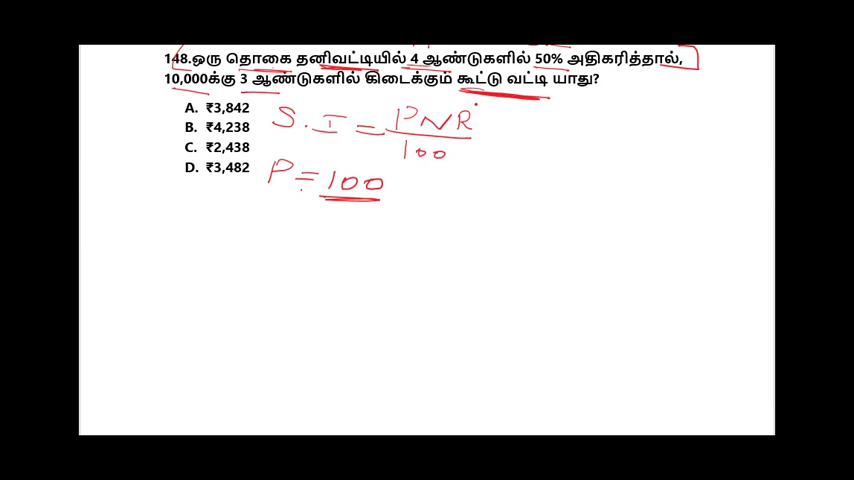 148.ஒரு தொகை தனிவட்டியில் 4 ஆண்டுகளில் 50% அதிகரித்தால்,
10,000க்கு 3 ஆண்டுகளில் கிடைக்கும் கூட்டு வட்டி யாது?
A. ₹3,842
B. ₹4,238
C. ₹2,438
D. ₹3,482
S.I = PNR
100
P = 100